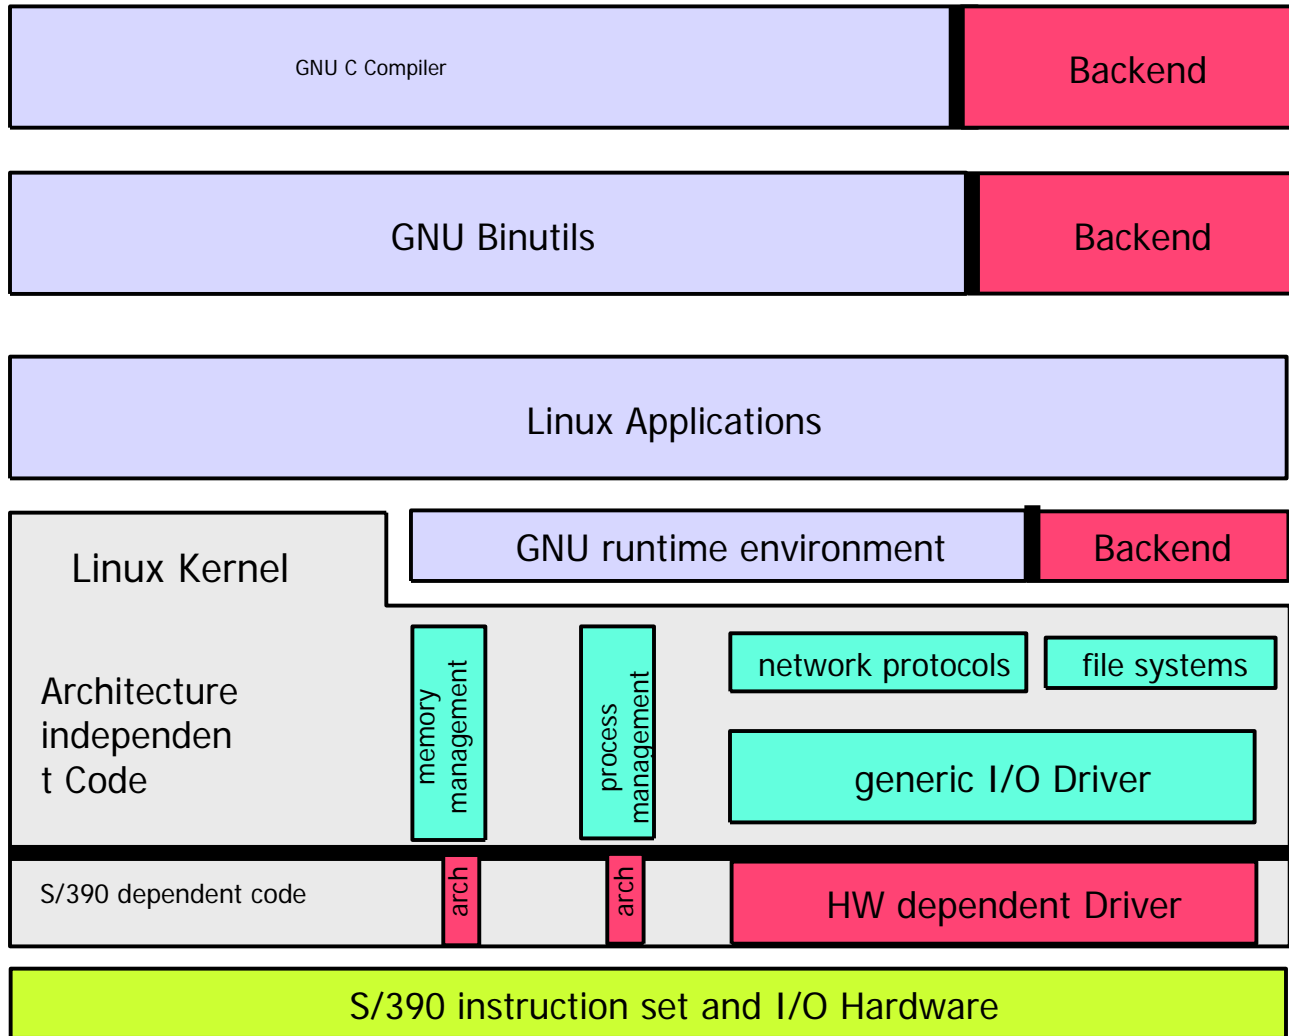 GNU C Compiler
Backend
GNU Binutils
Backend
Linux Applications
Linux Kernel
GNU runtime environment
Backend
Architecture
independen
t Code
memory
management
process
management
network protocols
file systems
generic I/O Driver
S/390 dependent code
arch
arch
HW dependent Driver
S/390 instruction set and I/O Hardware